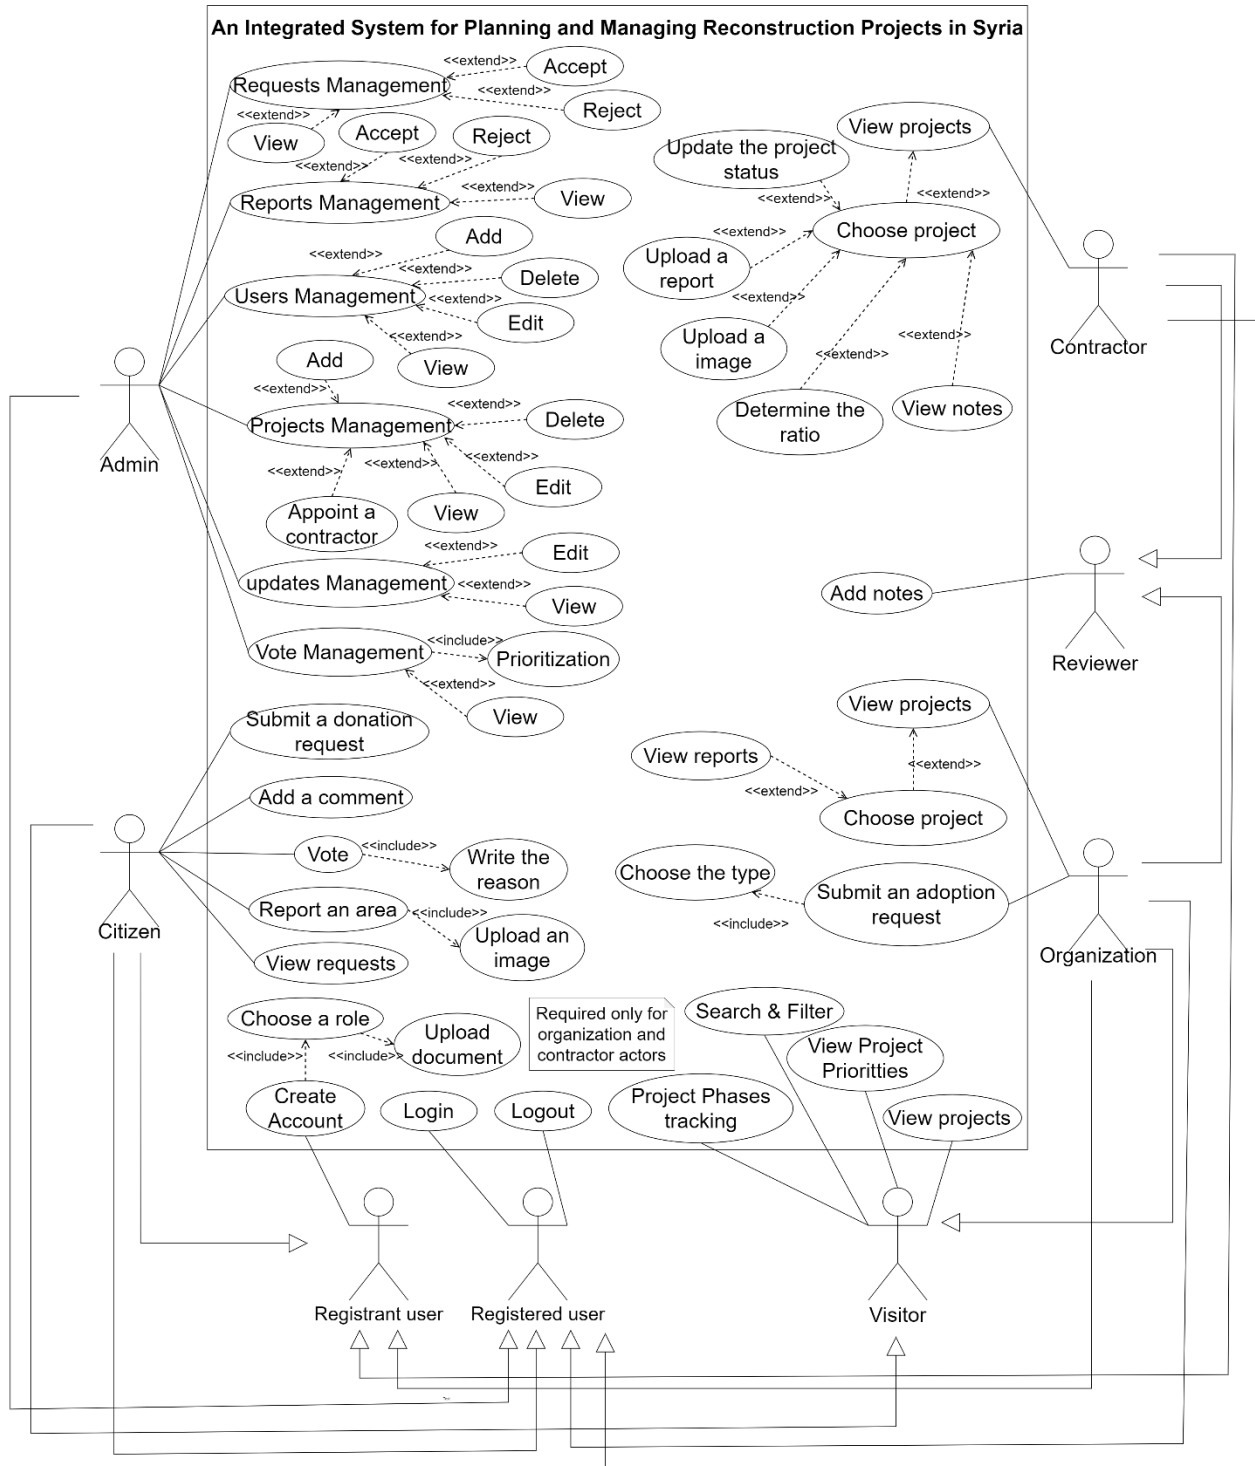 An Integrated System for Planning and Managing Reconstruction Projects in Syria
<<extend>>
Accept
Requests Management
<<extend>>
Reject
<<extend>>
View
Accept
Reject
<<extend>>
<<extend>>
Reports Management
<<extend>>
View
Add
<<extend>>
<<extend>>
Delete
Users Management
<<extend>>
Edit
<<extend>>
View
Add
<<extend>>
<<extend>>
Delete
Projects Management
<<extend>>
<<extend>>
<<extend>>
Edit
Appoint a
contractor
View
<<extend>>
Edit
updates Management
<<extend>>
View
Vote Management
<<include>>
Prioritization
<<extend>>
View
Admin
View projects
Update the project
status
<<extend>>
<<extend>>
Choose project
<<extend>>
Upload a
report
<<extend>>
Upload a
image
<<extend>>
<<extend>>
Determine the
ratio
View notes
Contractor
Add notes
Reviewer
Submit a donation
request
Add a comment
Vote
<<include>>
Write the
reason
Report an area
<<include>>
Upload an
image
View requests
Citizen
View projects
View reports
<<extend>>
<<extend>>
Choose project
Choose the type
Submit an adoption
request
<<include>>
Organization
Choose a role
Upload
document
<<include>>
<<include>>
Create
Account
Required only for
organization and
contractor actors
Login
Logout
Search & Filter
View Project
Prioritties
Project Phases
tracking
View projects
Registrant user
Registered user
Visitor